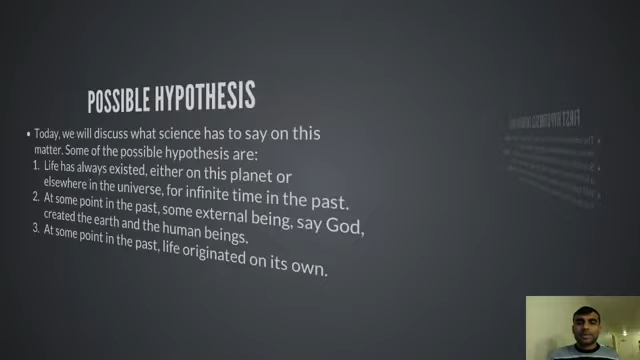 POSSIBLE HYPOTHESIS
• Today, we will discuss what science has to say on this
matter. Some of the possible hypothesis are:
1. Life has always existed, either on this planet or
elsewhere in the universe, for infinite time in the past.
2. At some point in the past, some external being, say God,
created the earth and the human beings.
3. At some point in the past, life originated on its own.